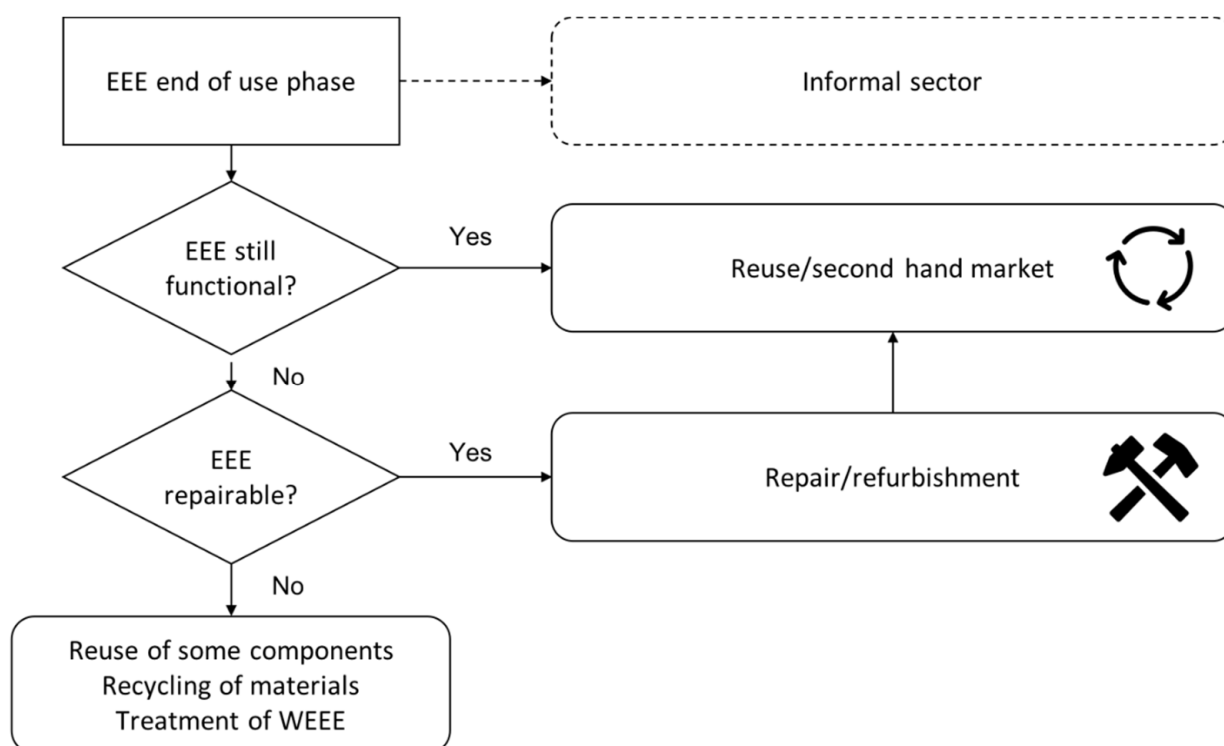 EEE end of use phase
Informal sector
EEE still
functional?
Yes
Reuse/second hand market
No
EEE
repairable?
Yes
Repair/refurbishment
No
Reuse of some components
Recycling of materials
Treatment of WEEE